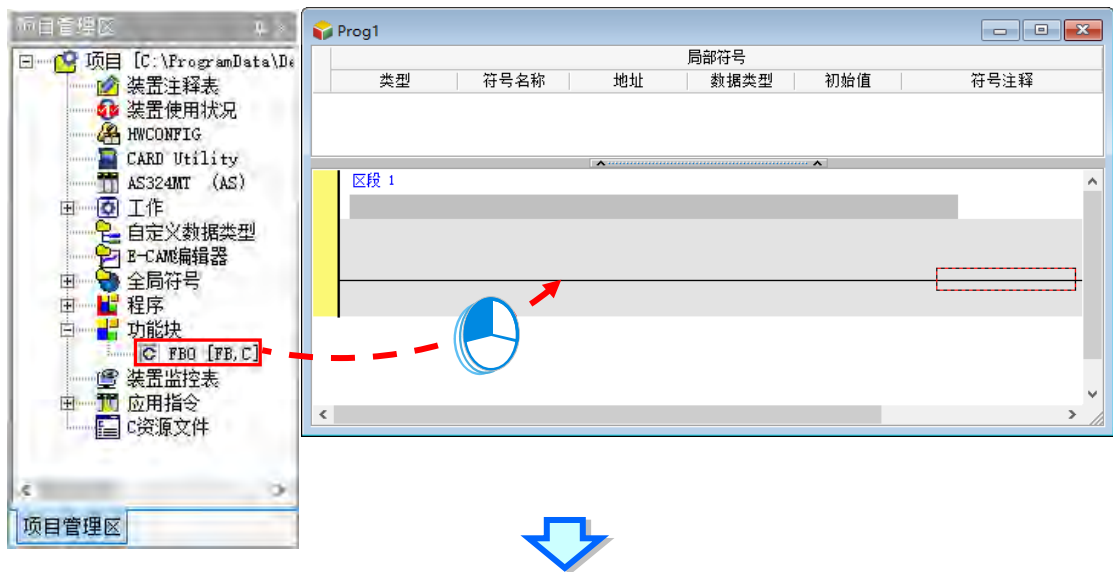 项目管理区
项目 [C:\ProgramData\De
装置注释表
装置使用状况
HWCONFIG
CARD Utility
AS324MT (AS)
工作
自定义数据类型
E-CAM编辑器
全局符号
程序
功能块
FB0 [FB,C]
装置监控表
应用指令
C资源文件
项目管理区
Prog1
局部符号
类型 符号名称 地址 数据类型 初始值 符号注释
区段 1